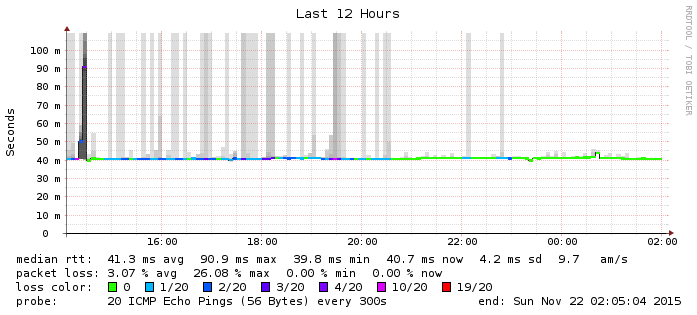 Last 12 Hours
RRDTOOL / TOBI OETIKER
Seconds
100 m
90 m
80 m
70 m
60 m
50 m
40 m
30 m
20 m
10 m
0
16:00 18:00 20:00 22:00 00:00 02:00
median rtt: 41.3 ms avg 90.9 ms max 39.8 ms min 40.7 ms now 4.2 ms sd 9.7 am/s
packet loss: 3.07 % avg 26.08 % max 0.00 % min 0.00 % now
loss color: 0 1/20 2/20 3/20 4/20 10/20 19/20
probe: 20 ICMP Echo Pings (56 Bytes) every 300s end: Sun Nov 22 02:05:04 2015